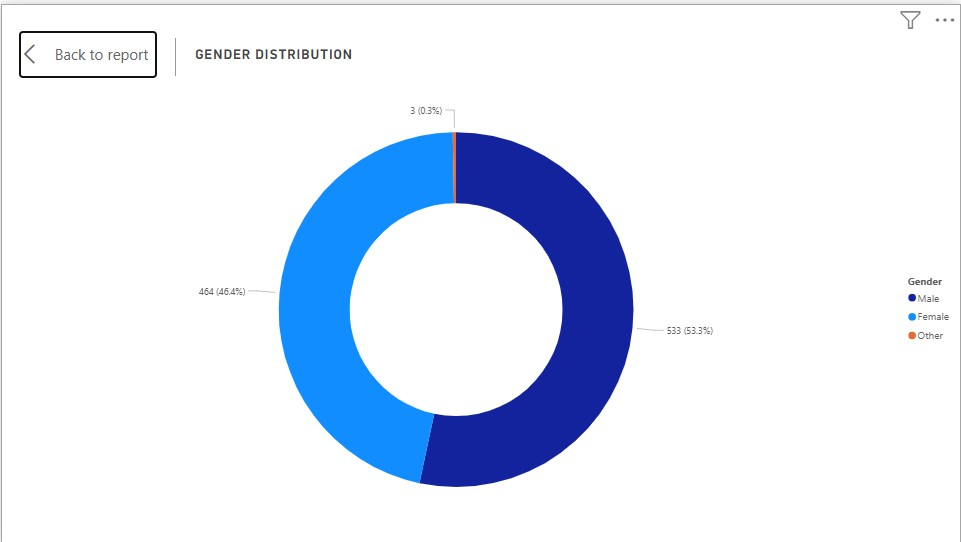 Back to report
GENDER DISTRIBUTION
3 (0.3%)
464 (46.4%)
533 (53.3%)
Gender
Male
Female
Other